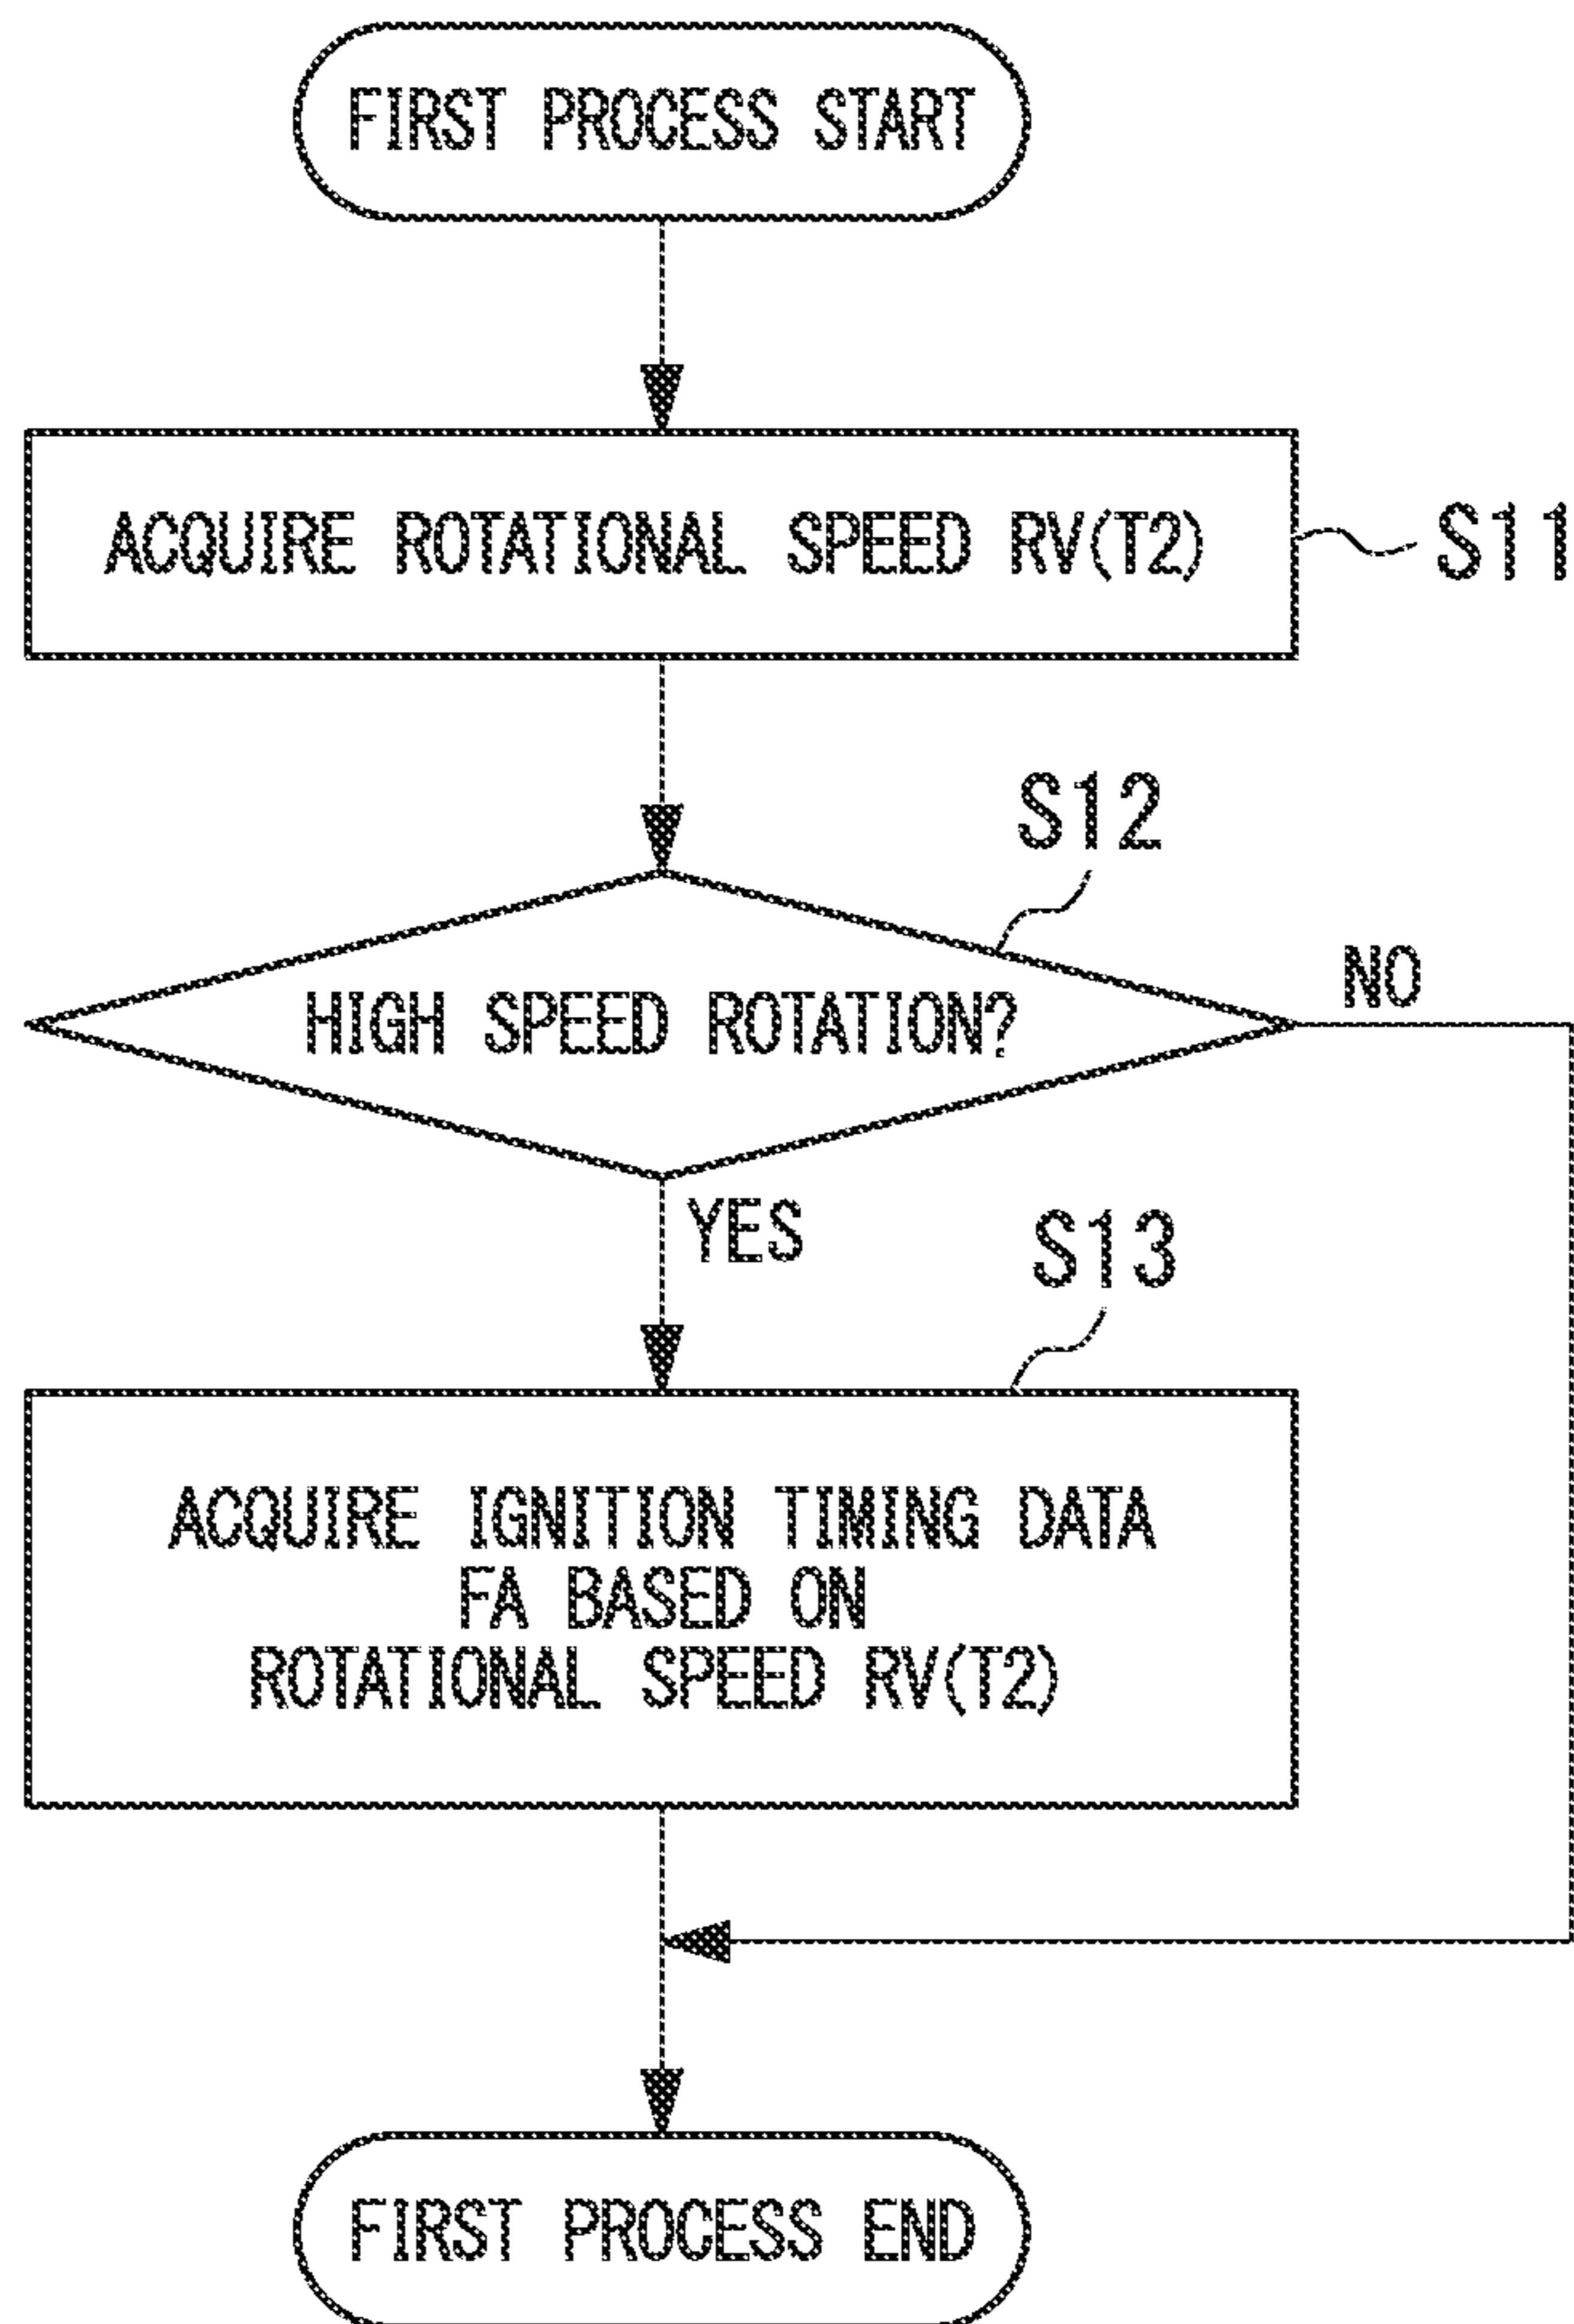 FIRST PROCESS START
ACQUIRE ROTATIONAL SPEED RV(T2)
S11
S12
HIGH SPEED ROTATION?
NO
YES
S13
ACQUIRE IGNITION TIMING DATA
FA BASED ON
ROTATIONAL SPEED RV(T2)
FIRST PROCESS END